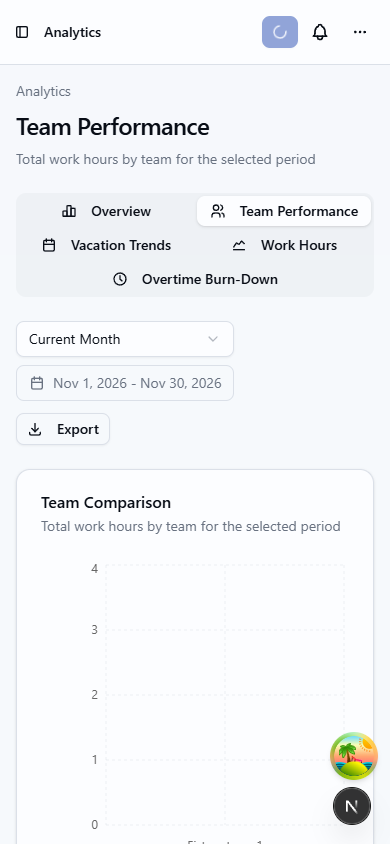 Analytics
Analytics
Team Performance
Total work hours by team for the selected period
Overview
Team Performance
Vacation Trends
Work Hours
Overtime Burn-Down
Current Month
Nov 1, 2026 - Nov 30, 2026
Export
Team Comparison
Total work hours by team for the selected period
4
3
2
1
0
N